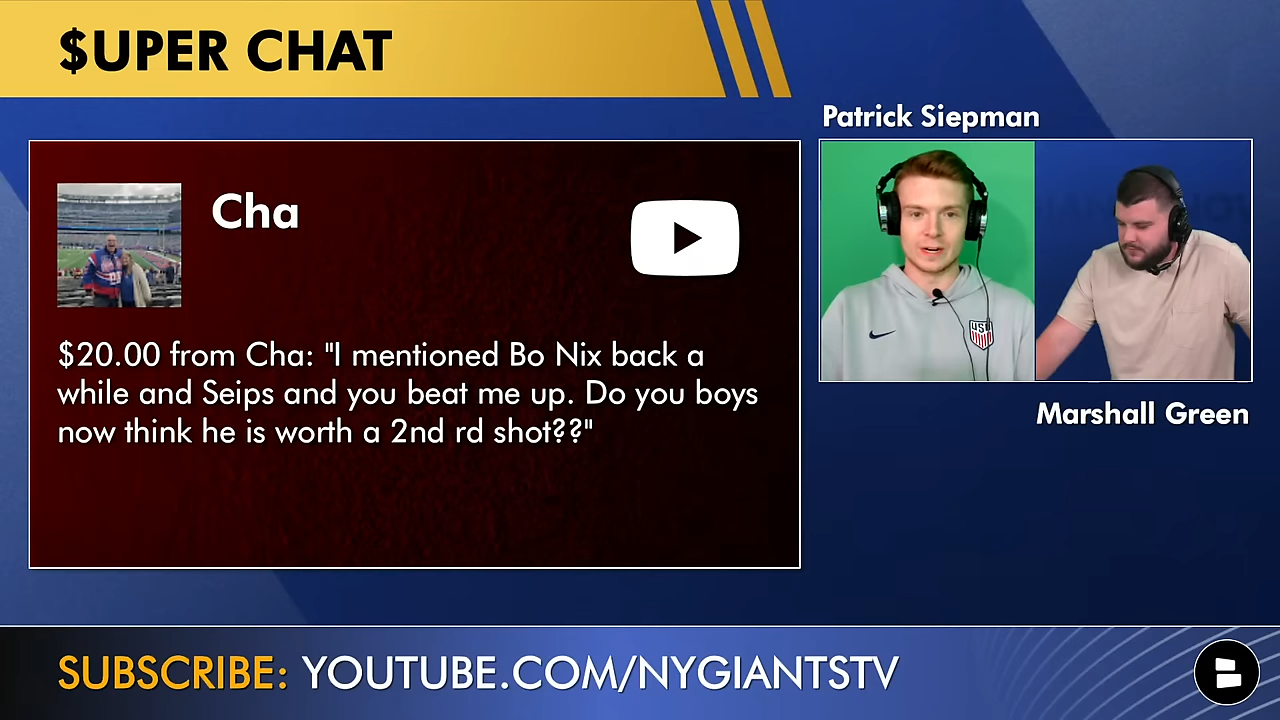 $UPER CHAT
Patrick Siepman
Cha
$20.00 from Cha: "I mentioned Bo Nix back a
while and Seips and you beat me up. Do you boys
now think he is worth a 2nd rd shot??"
Marshall Green
SUBSCRIBE: YOUTUBE.COM/NYGIANTSTV